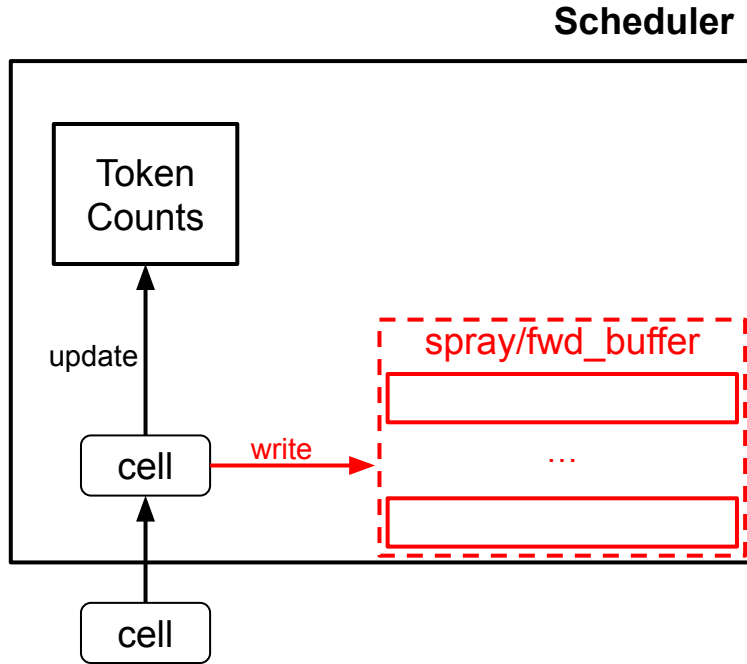 Scheduler
Token
Counts
update
spray/fwd_buffer
cell
write
...
cell